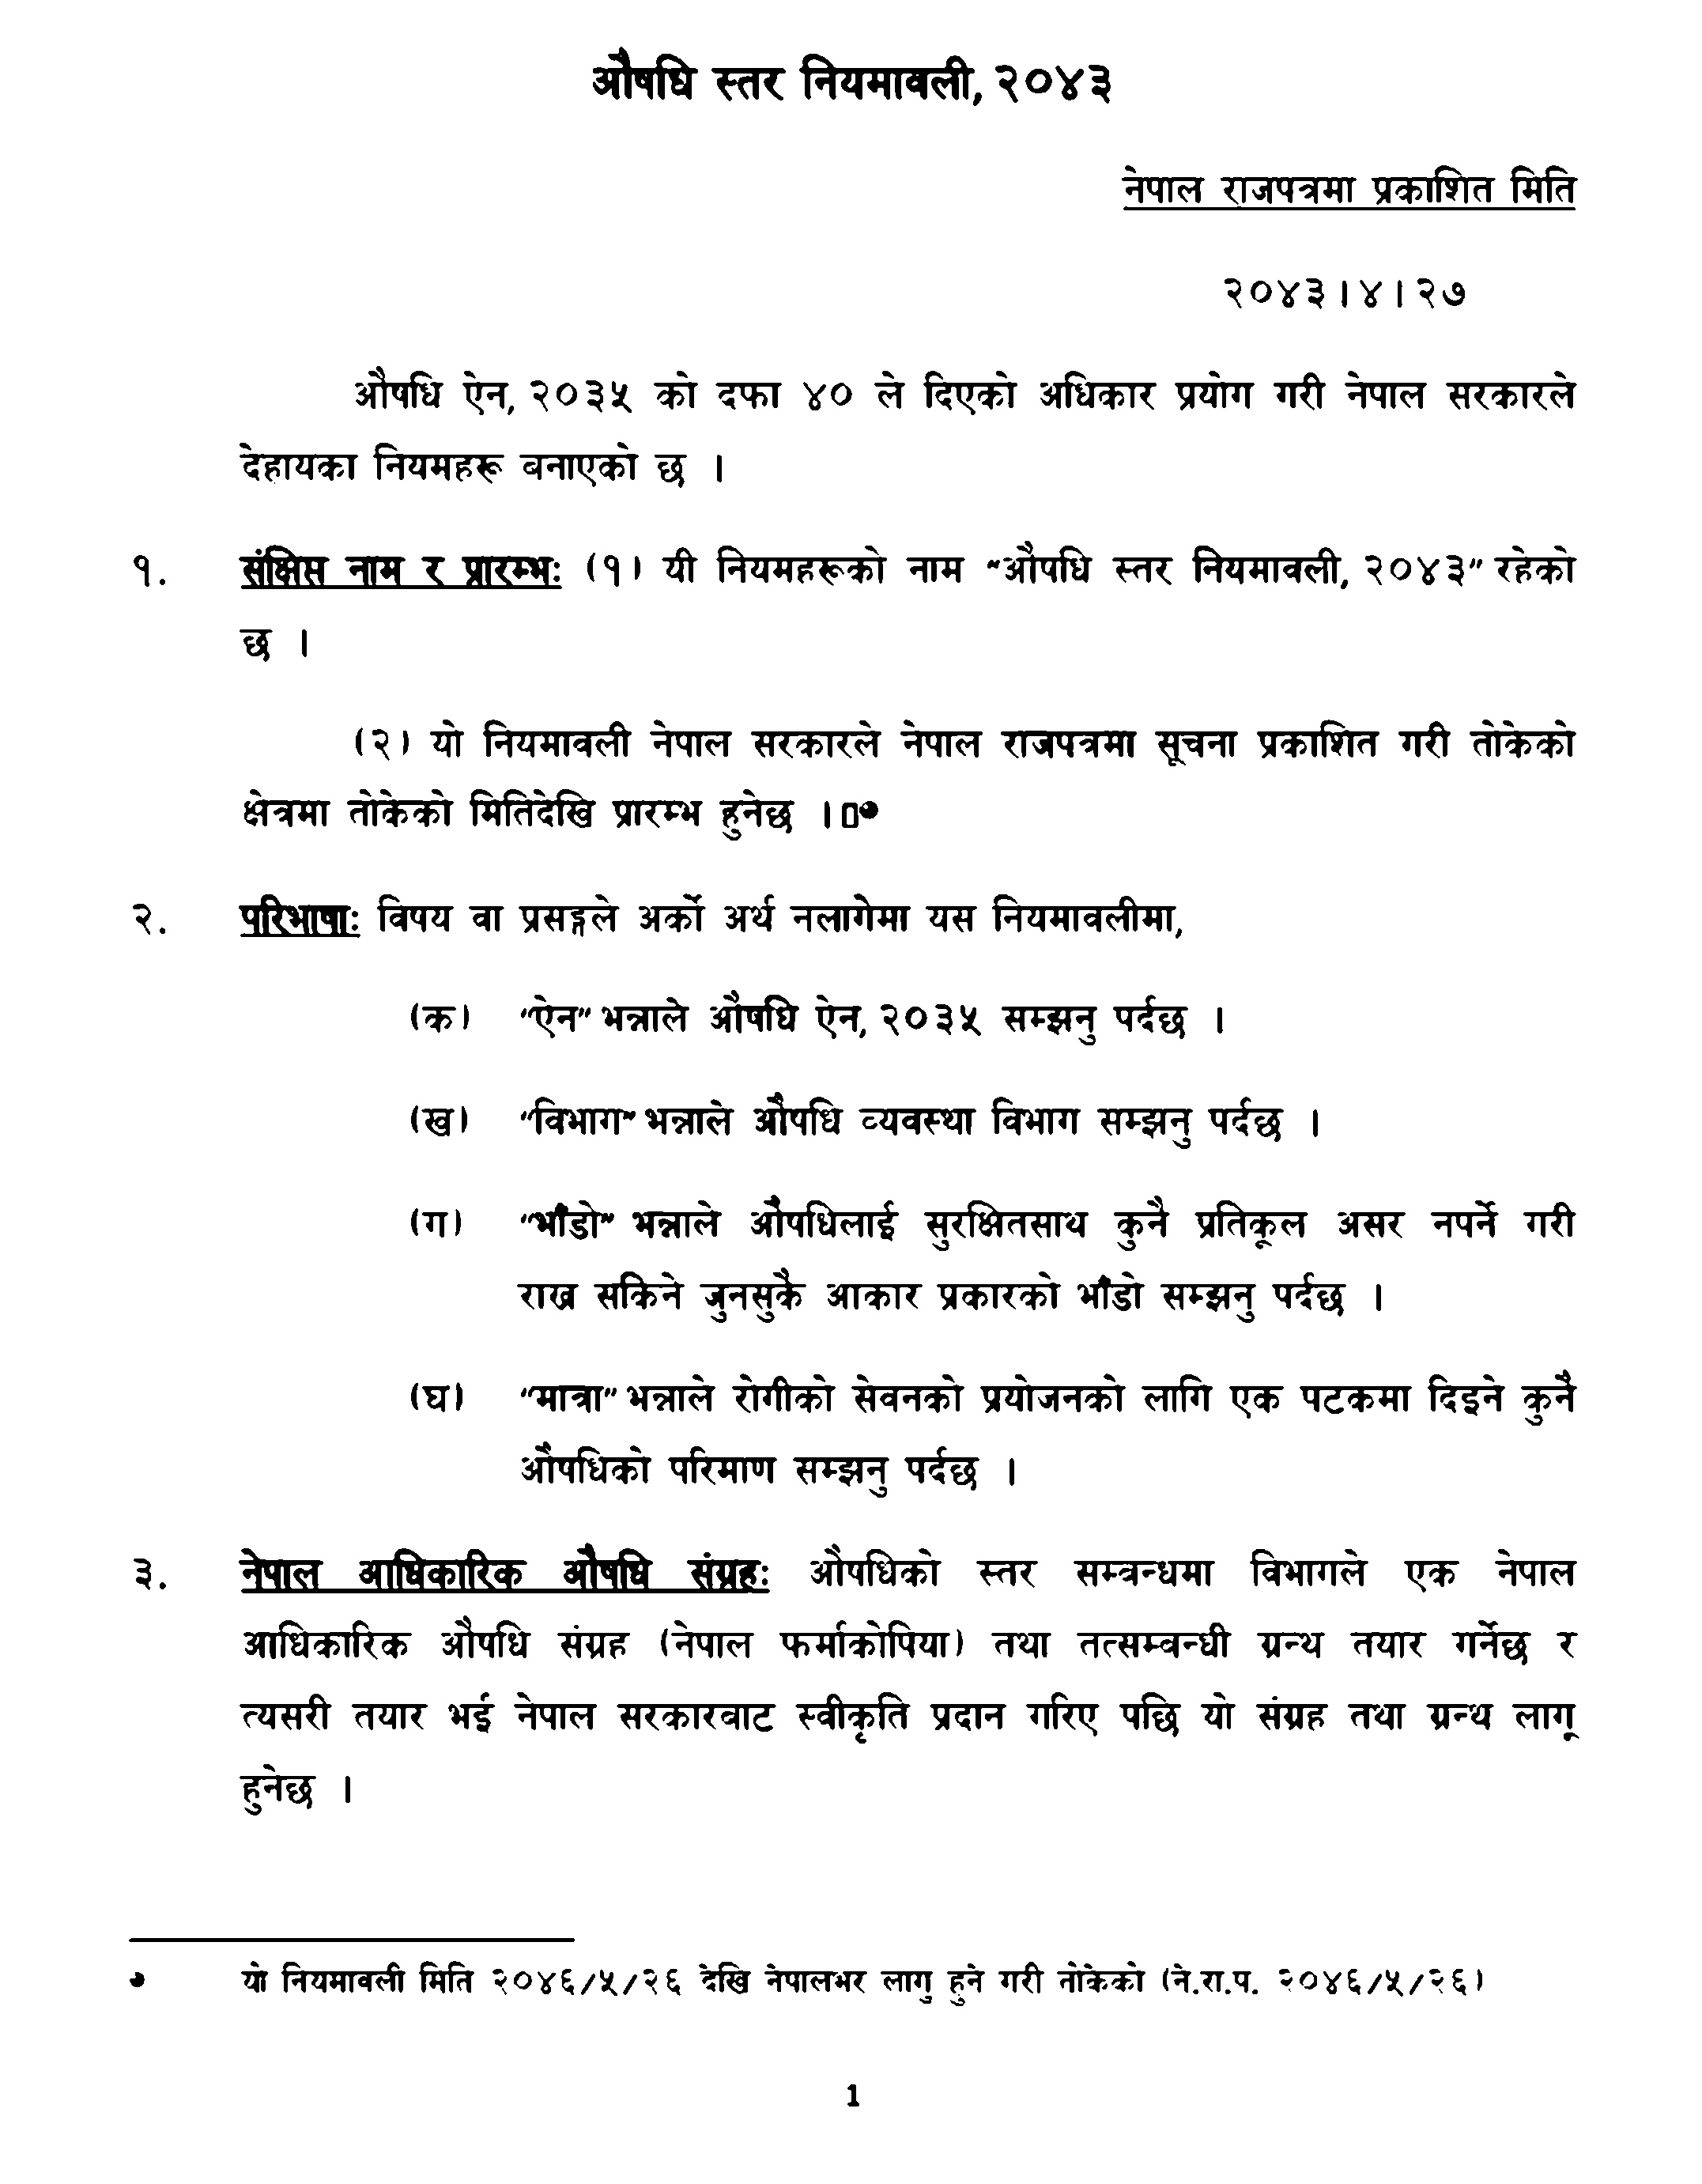 औषधि स्तर नियमावली, २०४३
नेपाल राजपत्रमा प्रकाशित मिति
२०४३।४।२७
औषधि ऐन, २०३५ को दफा ४० ले दिएको अधिकार प्रयोग गरी नेपाल सरकारले
देहायका नियमहरू बनाएको छ ।
१. संक्षिप्त नाम र प्रारम्भः (१) यी नियमहरूको नाम “औषधि स्तर नियमावली, २०४३” रहेको
छ ।
(२) यो नियमावली नेपाल सरकारले नेपाल राजपत्रमा सूचना प्रकाशित गरी तोकेको
क्षेत्रमा तोकेको मितिदेखि प्रारम्भ हुनेछ ।
२. परिभाषाः विषय वा प्रसङ्गले अर्को अर्थ नलागेमा यस नियमावलीमा,
(क) “ऐन” भन्नाले औषधि ऐन, २०३५ सम्झनु पर्दछ ।
(ख) “विभाग” भन्नाले औषधि व्यवस्था विभाग सम्झनु पर्दछ ।
(ग) “भाँडो” भन्नाले औषधिलाई सुरक्षितसाथ कुनै प्रतिकूल असर नपर्ने गरी
राख्न सकिने जुनसुकै आकार प्रकारको भाँडो सम्झनु पर्दछ ।
(घ) “मात्रा” भन्नाले रोगीको सेवनको प्रयोजनको लागि एक पटकमा दिइने कुनै
औषधिको परिमाण सम्झनु पर्दछ ।
३. नेपाल आधिकारिक औषधि संग्रहः औषधिको स्तर सम्बन्धमा विभागले एक नेपाल
आधिकारिक औषधि संग्रह (नेपाल फर्माकोपिया) तथा तत्सम्बन्धी ग्रन्थ तयार गर्नेछ र
त्यसरी तयार भई नेपाल सरकारबाट स्वीकृति प्रदान गरिए पछि यो संग्रह तथा ग्रन्थ लागू
हुनेछ ।
यो नियमावली मिति २०४६/५/२६ देखि नेपालभर लागु हुने गरी तोकेको (ने.रा.प. २०४६/५/२६)
1